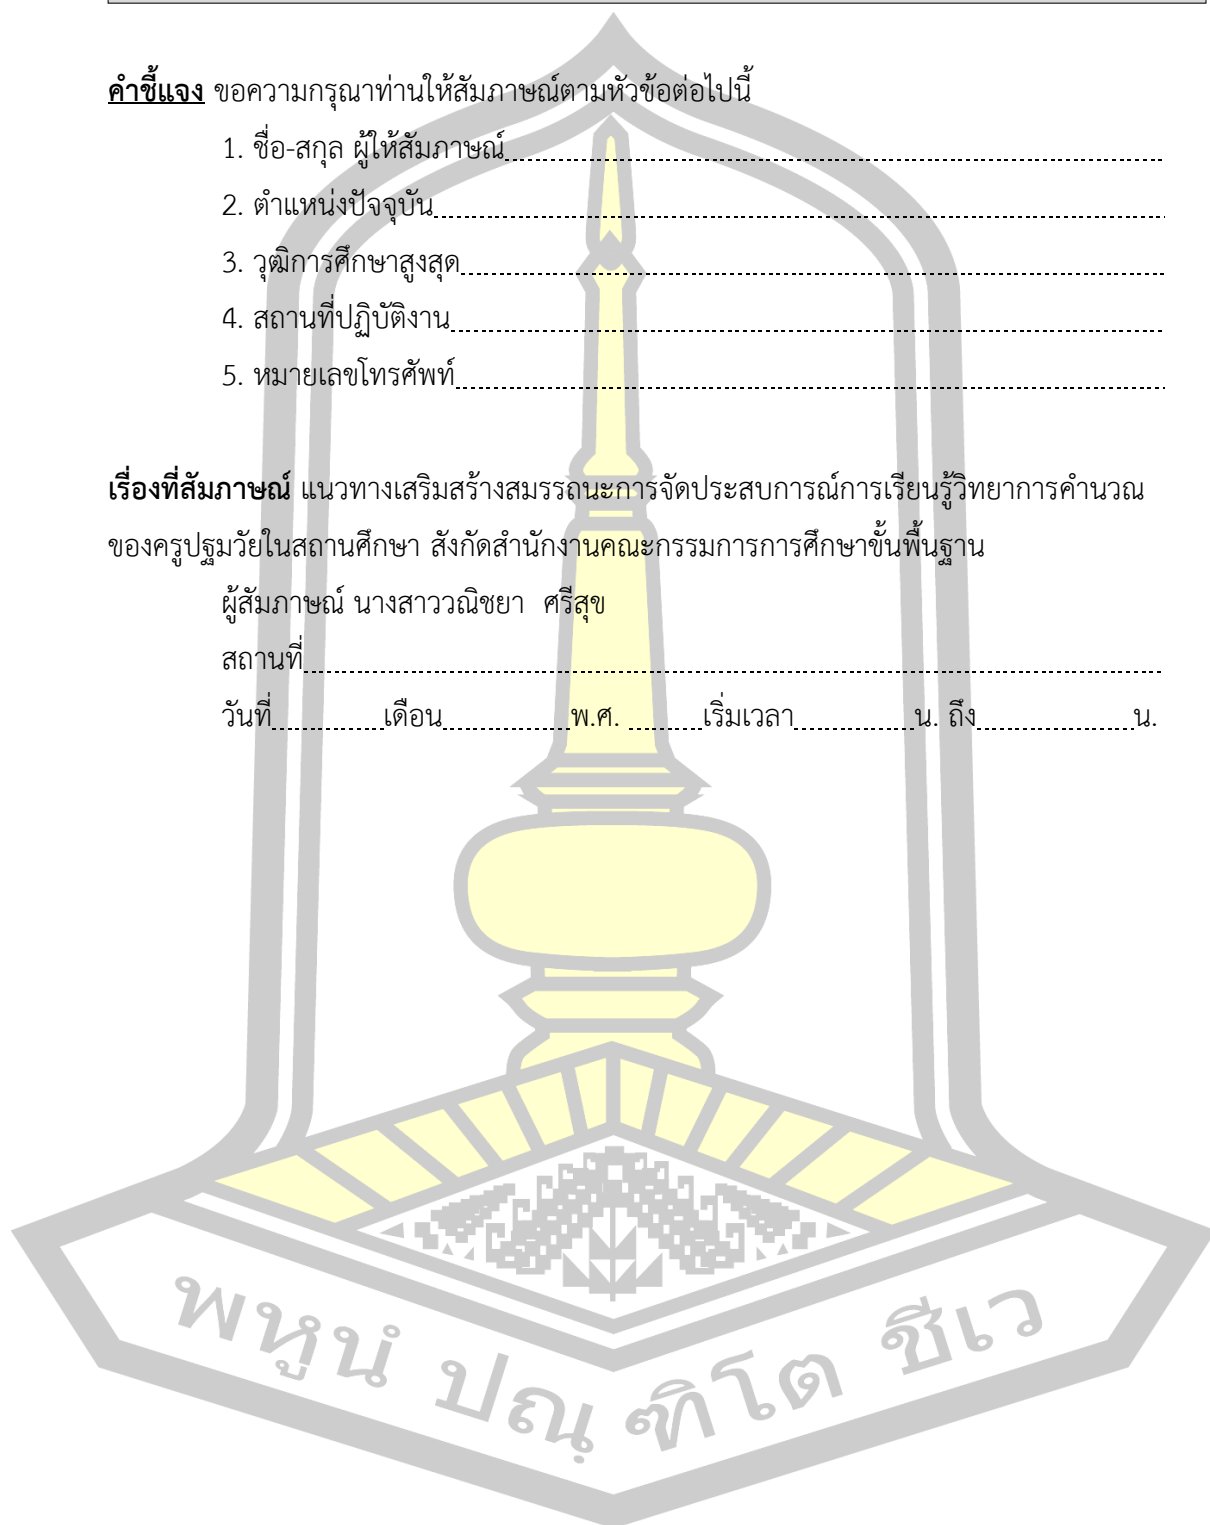 คำชี้แจง ขอความกรุณาท่านให้สัมภาษณ์ตามหัวข้อต่อไปนี้
1. ชื่อ-สกุล ผู้ให้สัมภาษณ์
2. ตำแหน่งปัจจุบัน
3. วุฒิการศึกษาสูงสุด
4. สถานที่ปฏิบัติงาน
5. หมายเลขโทรศัพท์
เรื่องที่สัมภาษณ์ แนวทางเสริมสร้างสมรรถนะการจัดประสบการณ์การเรียนรู้วิทยาการคำนวณ
ของครูปฐมวัยในสถานศึกษา สังกัดสำนักงานคณะกรรมการการศึกษาขั้นพื้นฐาน
ผู้สัมภาษณ์ นางสาววณิชยา ศรีสุข
สถานที่
วันที่ เดือน พ.ศ. เริ่มเวลา น. ถึง น.
พหูนํ ปณฺฑิโต ชีเว